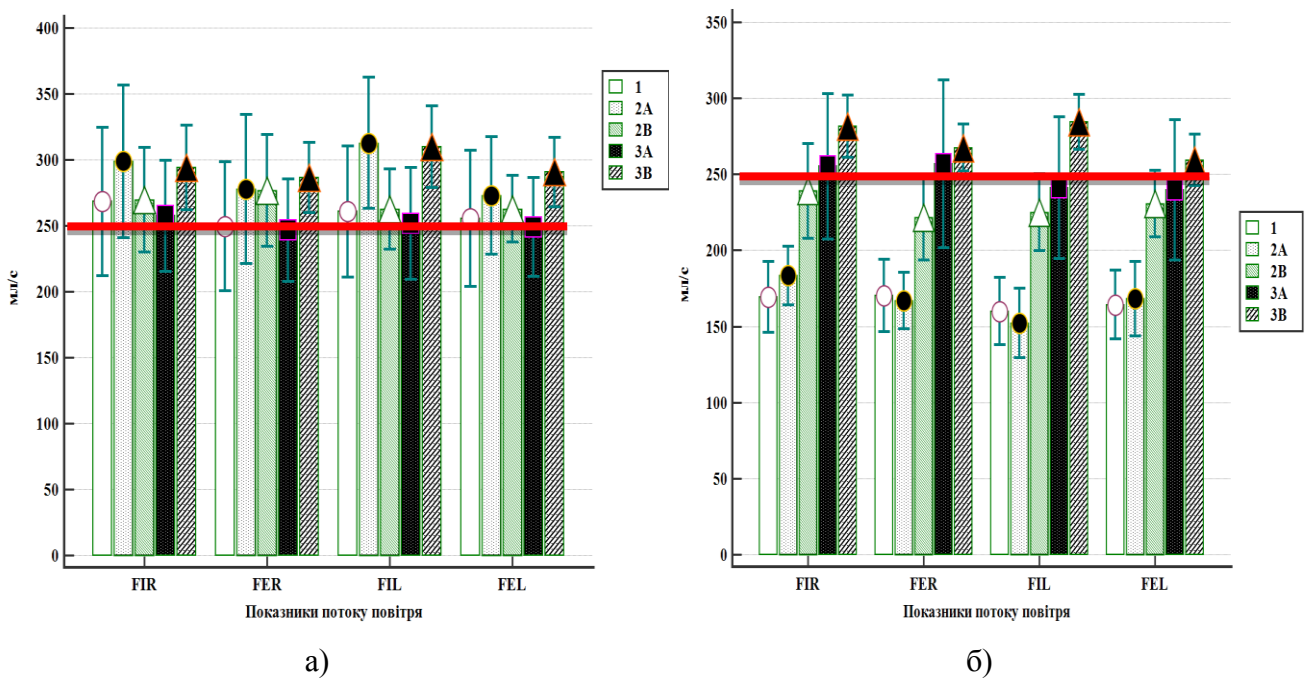 400
350
300
250
200
150
100
50
0
мл/с
FIR FER FIL FEL
Показники потоку повітря
1
2A
2B
3A
3B
а)
350
300
250
200
150
100
50
0
мл/с
FIR FER FIL FEL
Показники потоку повітря
1
2A
2B
3A
3B
б)